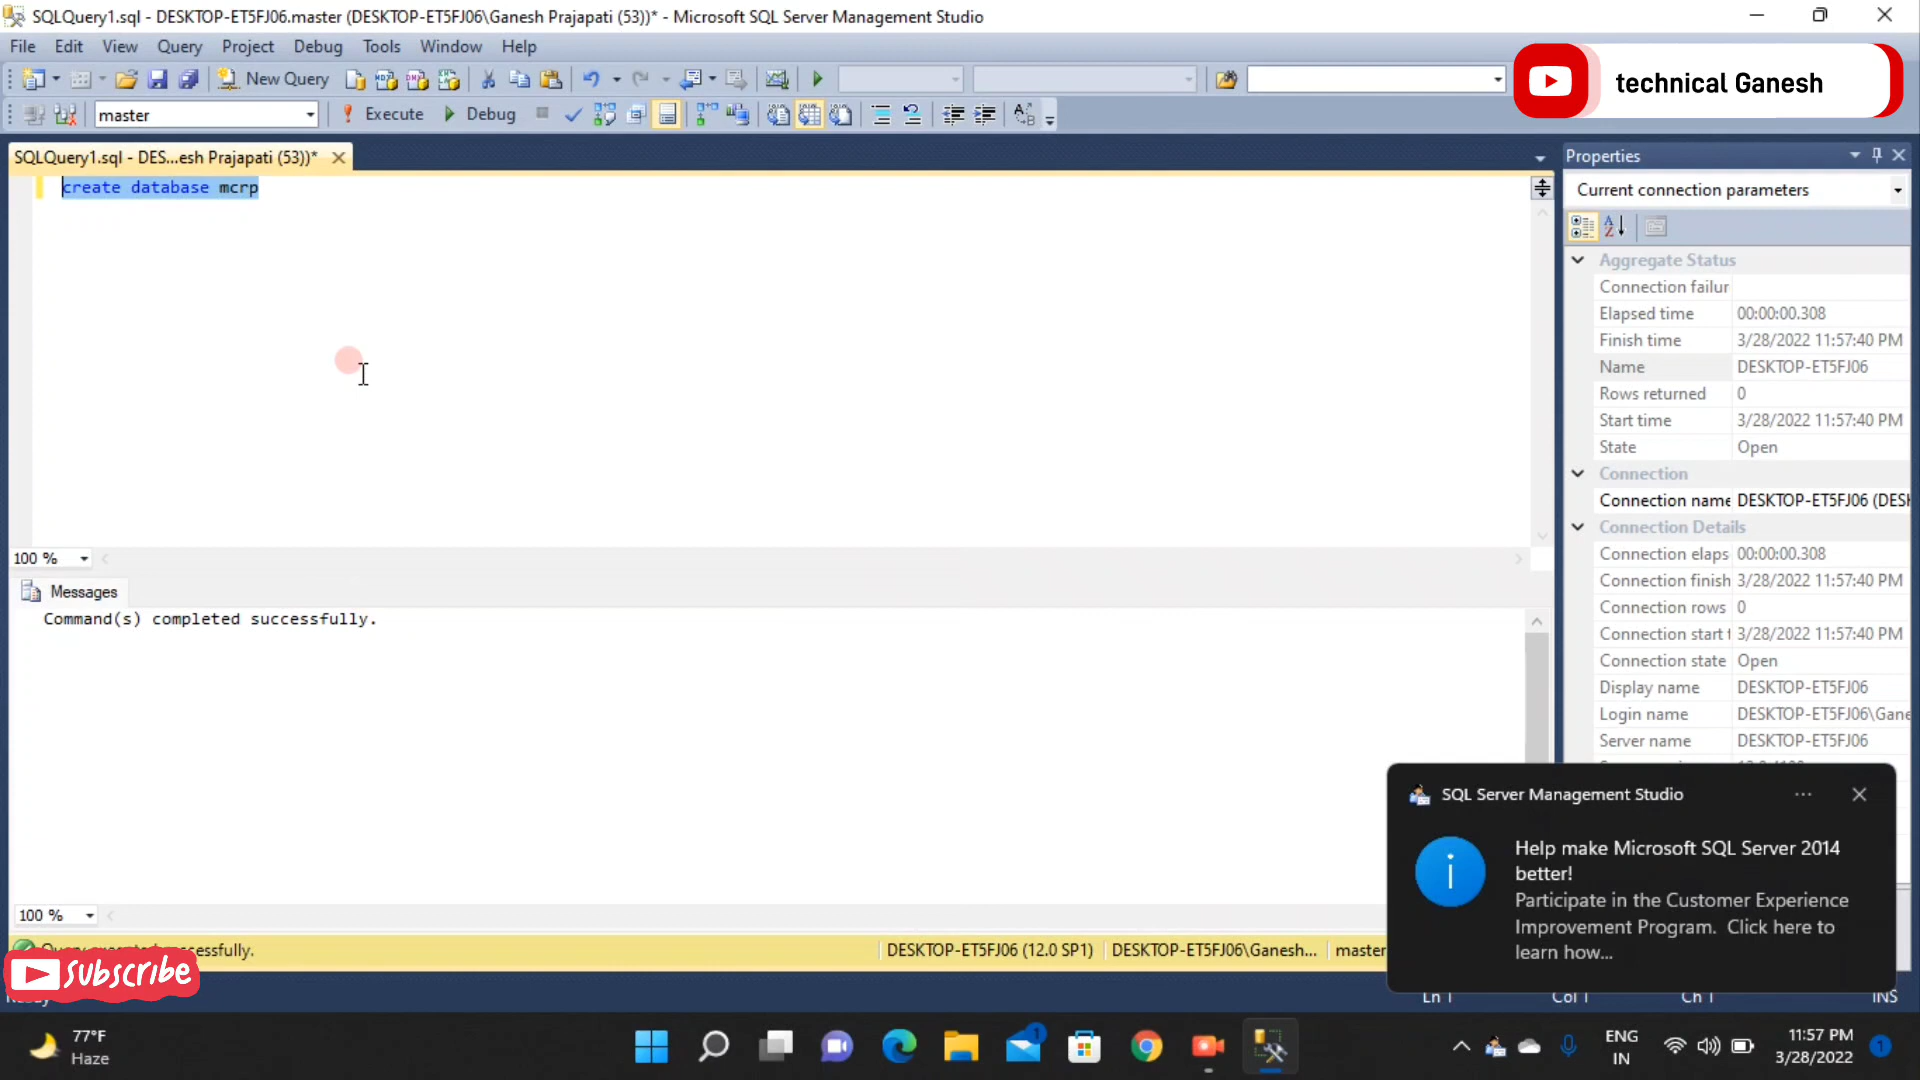 SQLQuery1.sql - DESKTOP-ET5FJ06.master (DESKTOP-ET5FJ06\Ganesh Prajapati (53))* - Microsoft SQL Server Management Studio
File Edit View Query Project Debug Tools Window Help
New Query
technical Ganesh
master Execute Debug
SQLQuery1.sql - DES...esh Prajapati (53))*
Properties
create database mcrp
Current connection parameters
Aggregate Status
Connection failur
Elapsed time 00:00:00.308
Finish time 3/28/2022 11:57:40 PM
Name DESKTOP-ET5FJ06
Rows returned 0
Start time 3/28/2022 11:57:40 PM
State Open
Connection
Connection name DESKTOP-ET5FJ06 (DESK
Connection Details
Connection elaps 00:00:00.308
Connection finish 3/28/2022 11:57:40 PM
Connection rows 0
Connection start t 3/28/2022 11:57:40 PM
Connection state Open
Display name DESKTOP-ET5FJ06
Login name DESKTOP-ET5FJ06\Gane
Server name DESKTOP-ET5FJ06
100 %
Messages
Command(s) completed successfully.
SQL Server Management Studio
Help make Microsoft SQL Server 2014
better!
Participate in the Customer Experience
Improvement Program. Click here to
learn how...
100 %
DESKTOP-ET5FJ06 (12.0 SP1) DESKTOP-ET5FJ06\Ganesh... master
Subscribe
Ln 1 Col 1 Ch 1 INS
77°F
Haze
1
ENG
IN
11:57 PM
3/28/2022
1